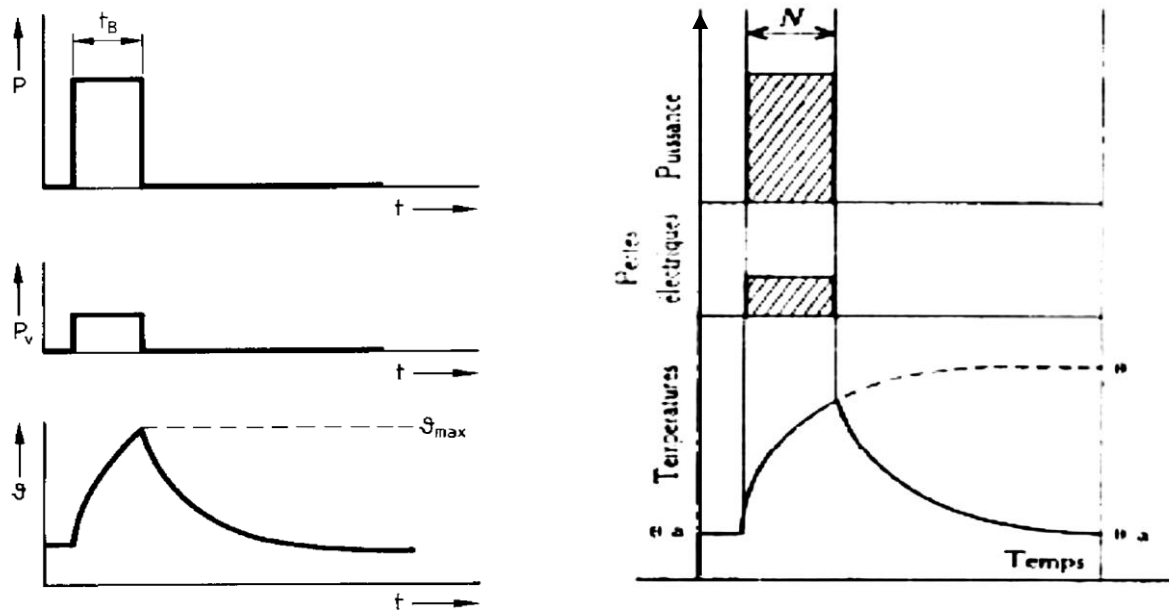 P
t_B
t
P_v
t
ϑ
ϑ_max
t
N
Puissance
Pertes
électriques
Températures
θ
θ a
θ a
Temps